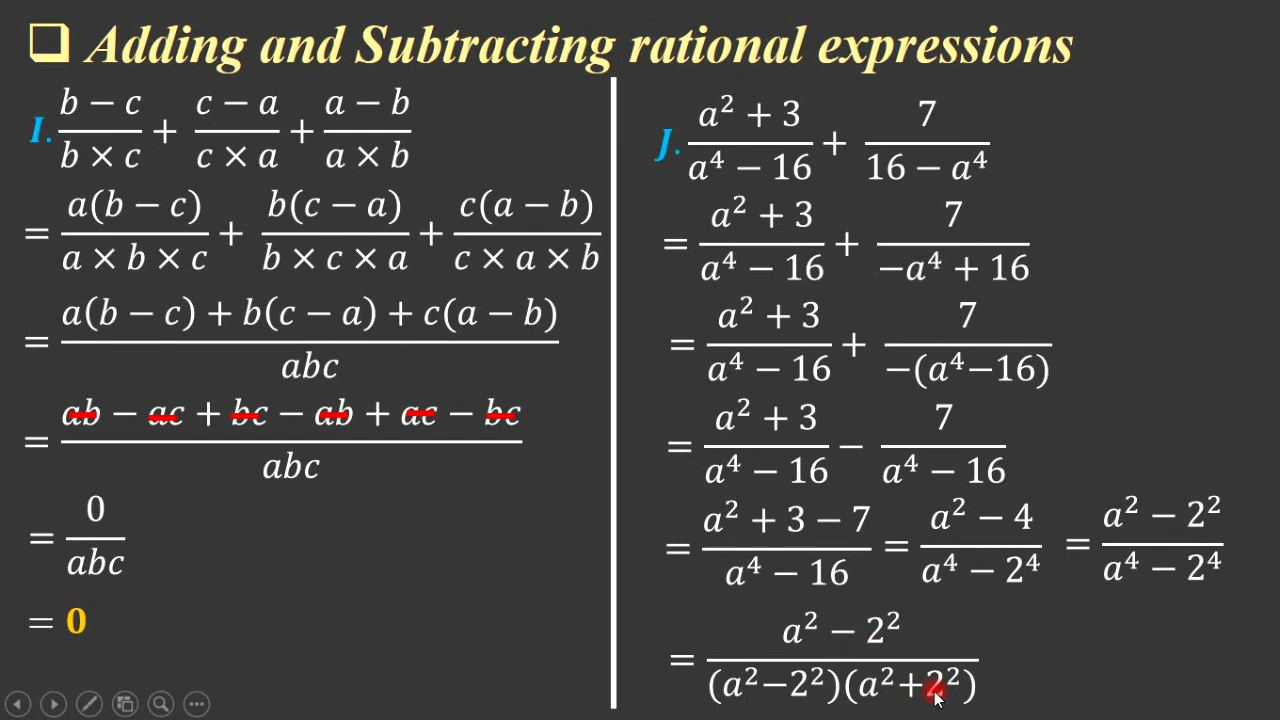 ❑ Adding and Subtracting rational expressions
I. (b − c)/(b × c) + (c − a)/(c × a) + (a − b)/(a × b)
= a(b − c)/(a × b × c) + b(c − a)/(b × c × a) + c(a − b)/(c × a × b)
= (a(b − c) + b(c − a) + c(a − b))/abc
= (ab − ac + bc − ab + ac − bc)/abc
= 0/abc
= 0
J. (a² + 3)/(a⁴ − 16) + 7/(16 − a⁴)
= (a² + 3)/(a⁴ − 16) + 7/(−a⁴ + 16)
= (a² + 3)/(a⁴ − 16) + 7/(−(a⁴−16))
= (a² + 3)/(a⁴ − 16) − 7/(a⁴ − 16)
= (a² + 3 − 7)/(a⁴ − 16) = (a² − 4)/(a⁴ − 2⁴) = (a² − 2²)/(a⁴ − 2⁴)
= (a² − 2²)/((a²−2²)(a²+2²))